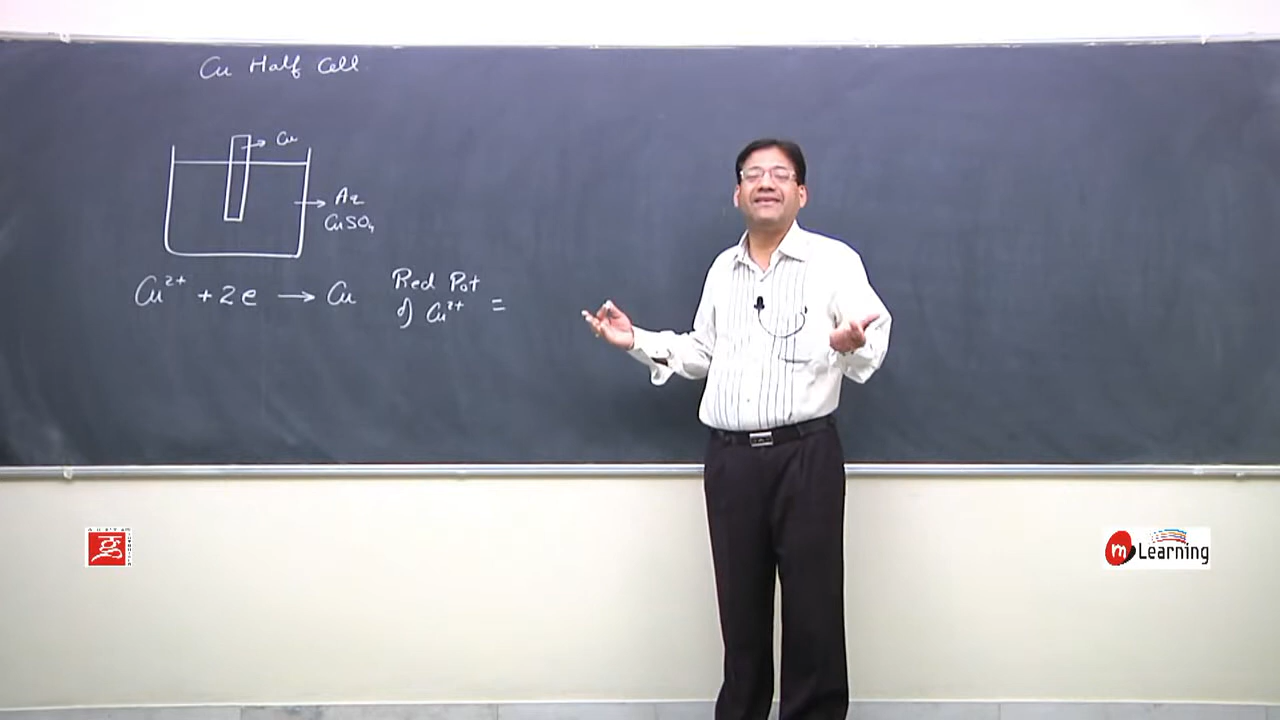 Cu Half Cell
Cu
Aq
CuSO₄
Cu²⁺ + 2e → Cu
Red Pot
of Cu²⁺ =
m Learning